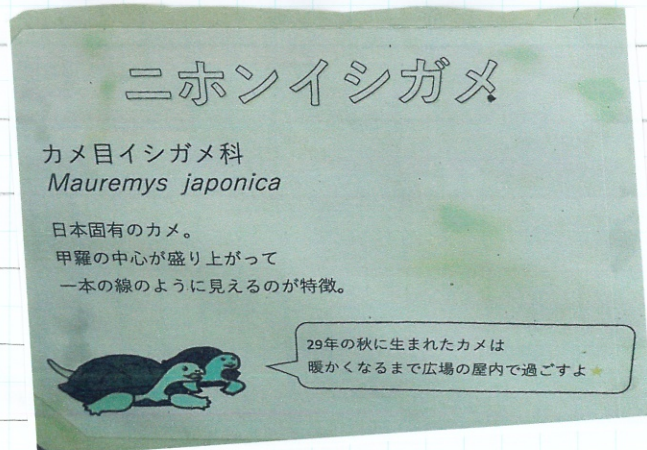 ニホンイシガメ
カメ目イシガメ科
Mauremys japonica
日本固有のカメ。
甲羅の中心が盛り上がって
一本の線のように見えるのが特徴。
29年の秋に生まれたカメは
暖かくなるまで広場の屋内で過ごすよ★